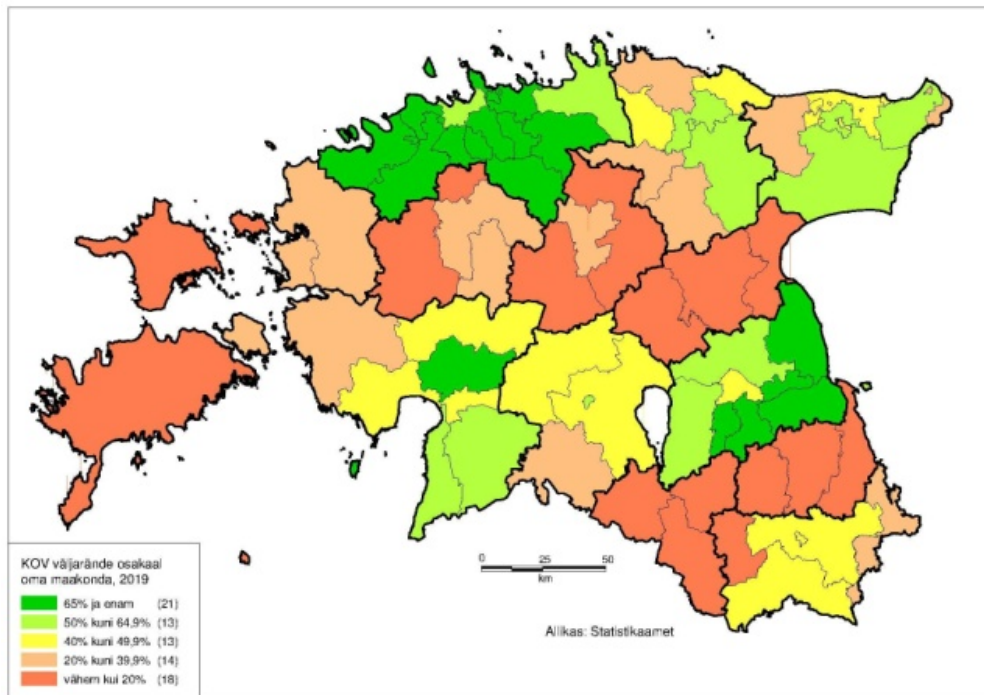 KOV väljarände osakaal
oma maakonda, 2019
65% ja enam (21)
50% kuni 64,9% (13)
40% kuni 49,9% (13)
20% kuni 39,9% (14)
vähem kui 20% (18)
0 25 50
km
Allikas: Statistikaamet